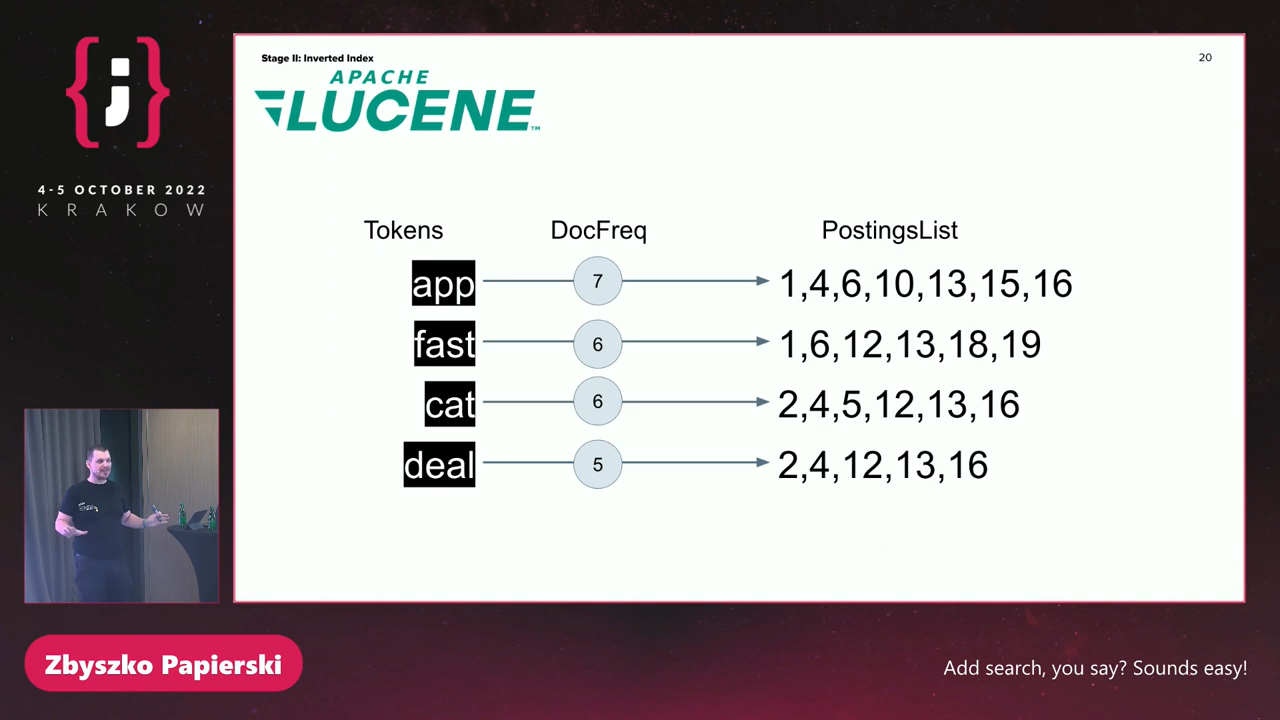 {;}
4-5 OCTOBER 2022
KRAKOW
Stage II: Inverted Index
20
APACHE
LUCENE™
Tokens DocFreq PostingsList
app 7 1,4,6,10,13,15,16
fast 6 1,6,12,13,18,19
cat 6 2,4,5,12,13,16
deal 5 2,4,12,13,16
Zbyszko Papierski
Add search, you say? Sounds easy!